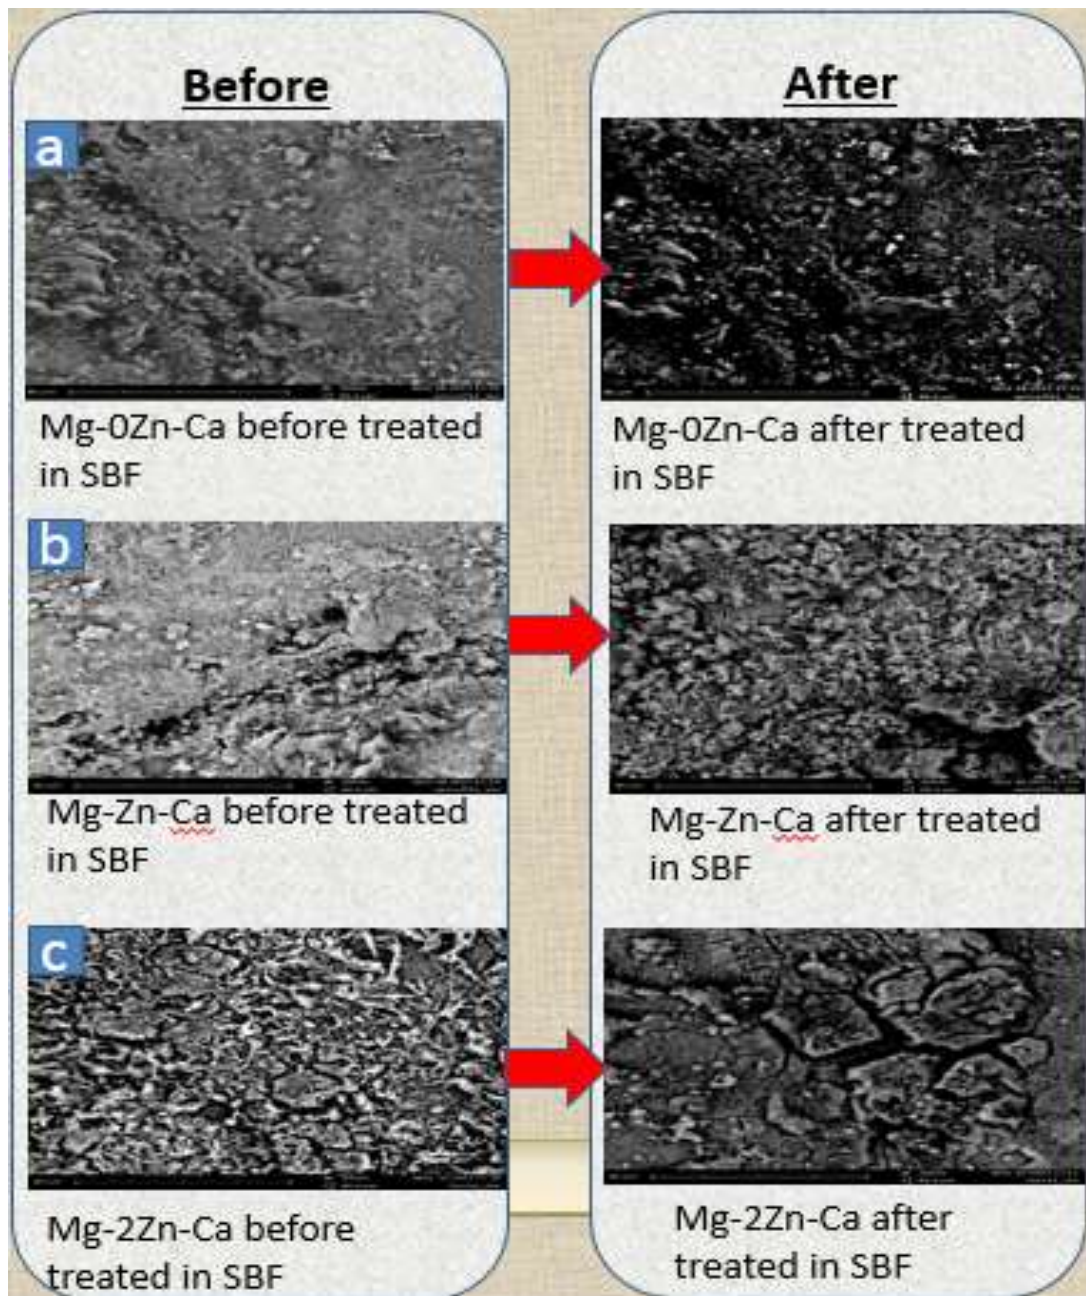 Before
After
a
Mg-0Zn-Ca before treated
in SBF
Mg-0Zn-Ca after treated
in SBF
b
Mg-Zn-Ca before treated
in SBF
Mg-Zn-Ca after treated
in SBF
c
Mg-2Zn-Ca before
treated in SBF
Mg-2Zn-Ca after
treated in SBF